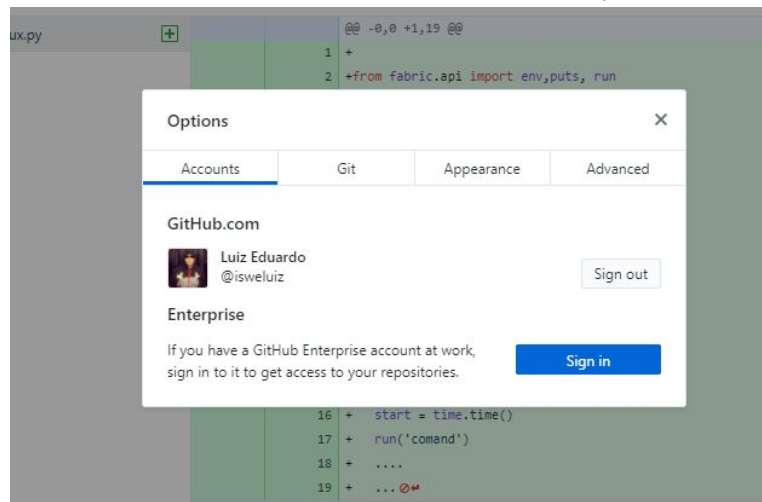 ux.py
@@ -0,0 +1,19 @@
1 +
2 +from fabric.api import env,puts, run
Options
Accounts Git Appearance Advanced
GitHub.com
Luiz Eduardo
@isweluiz
Sign out
Enterprise
If you have a GitHub Enterprise account at work,
sign in to it to get access to your repositories.
Sign in
16 + start = time.time()
17 + run('comand')
18 + ....
19 + ...